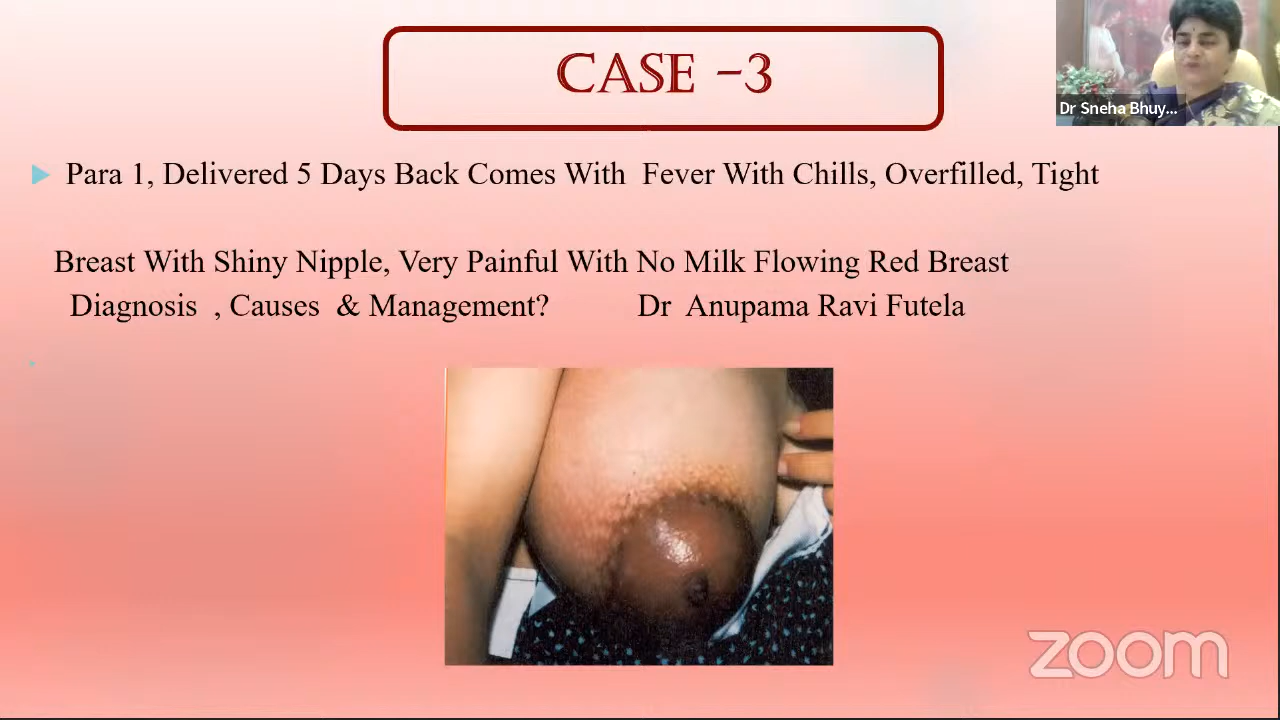 CASE -3
Dr Sneha Bhuy...
Para 1, Delivered 5 Days Back Comes With Fever With Chills, Overfilled, Tight
Breast With Shiny Nipple, Very Painful With No Milk Flowing Red Breast
Diagnosis , Causes & Management? Dr Anupama Ravi Futela
zoom